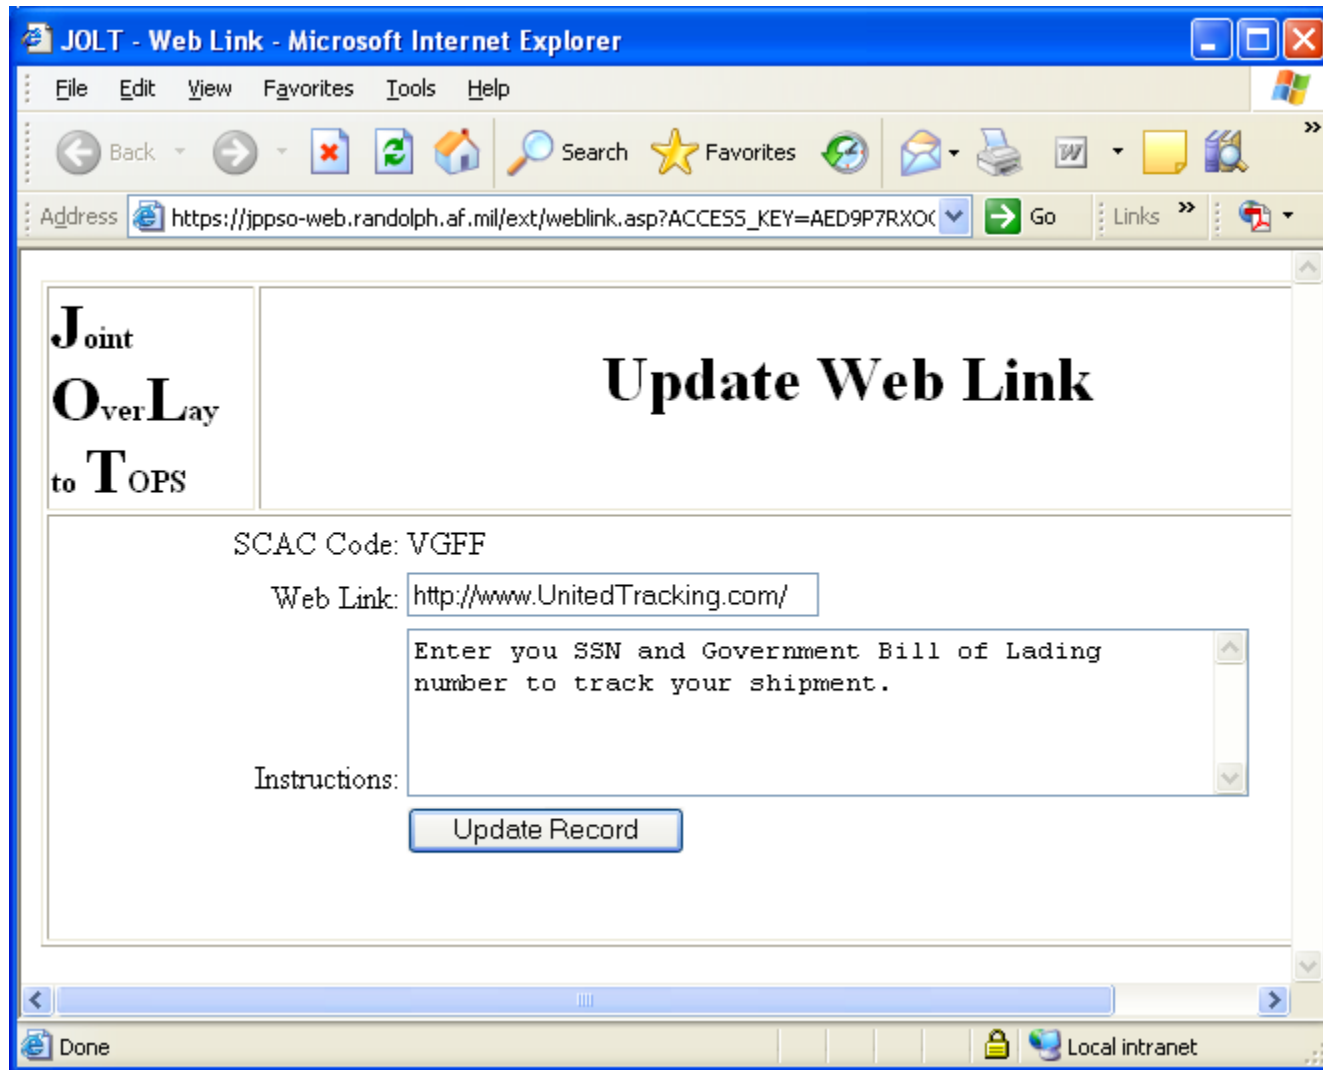 JOLT - Web Link - Microsoft Internet Explorer
File Edit View Favorites Tools Help
Back Search Favorites W »
Address https://jppso-web.randolph.af.mil/ext/weblink.asp?ACCESS_KEY=AED9P7RXO Go Links »
Joint
OverLay
to TOPS
Update Web Link
SCAC Code: VGFF
Web Link: http://www.UnitedTracking.com/
Enter you SSN and Government Bill of Lading
number to track your shipment.
Instructions:
Update Record
Done Local intranet